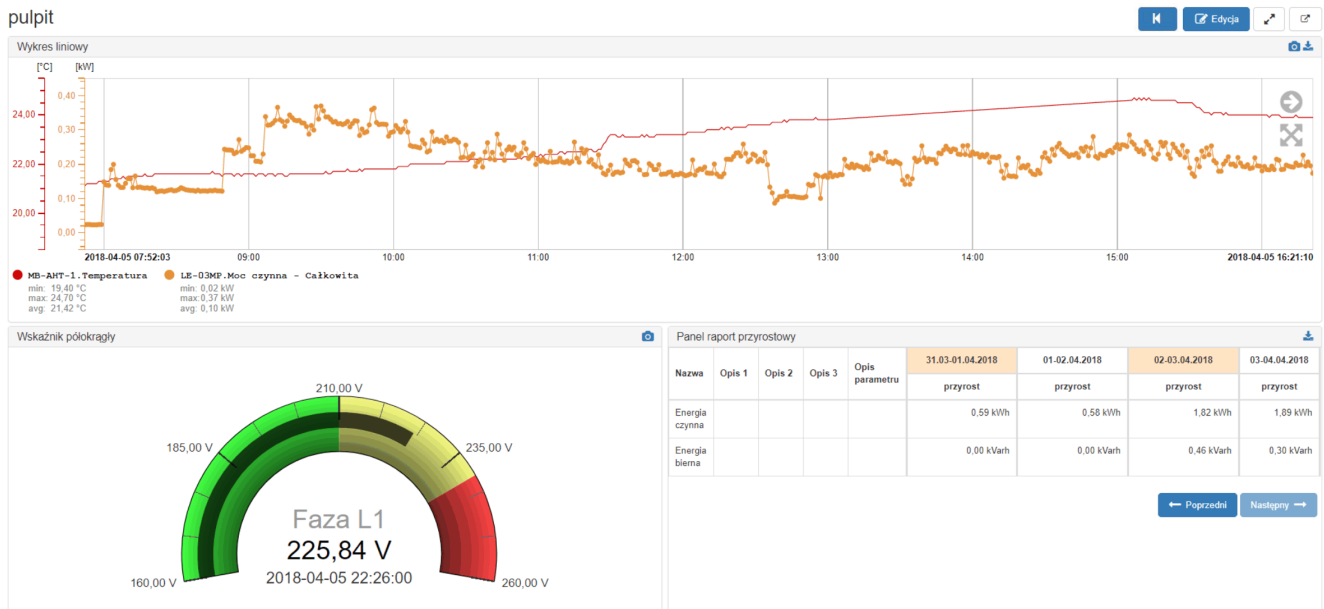 pulpit
Edycja
Wykres liniowy
[°C] [kW]
0,40
24,00
0,30
22,00
0,20
0,10
20,00
0,00
2018-04-05 07:52:03 09:00 10:00 11:00 12:00 13:00 14:00 15:00 2018-04-05 16:21:10
MB-AHT-1.Temperatura LE-03MP.Moc czynna - Całkowita
min: 19,40 °C min: 0,02 kW
max: 24,70 °C max: 0,37 kW
avg: 21,42 °C avg: 0,10 kW
Wskaźnik półokrągły
210,00 V
185,00 V 235,00 V
Faza L1
225,84 V
2018-04-05 22:26:00
160,00 V 260,00 V
Panel raport przyrostowy
Nazwa Opis 1 Opis 2 Opis 3 Opis parametru 31.03-01.04.2018 01-02.04.2018 02-03.04.2018 03-04.04.2018
przyrost przyrost przyrost przyrost
Energia czynna 0,59 kWh 0,58 kWh 1,82 kWh 1,89 kWh
Energia bierna 0,00 kVarh 0,00 kVarh 0,46 kVarh 0,30 kVarh
Poprzedni Następny